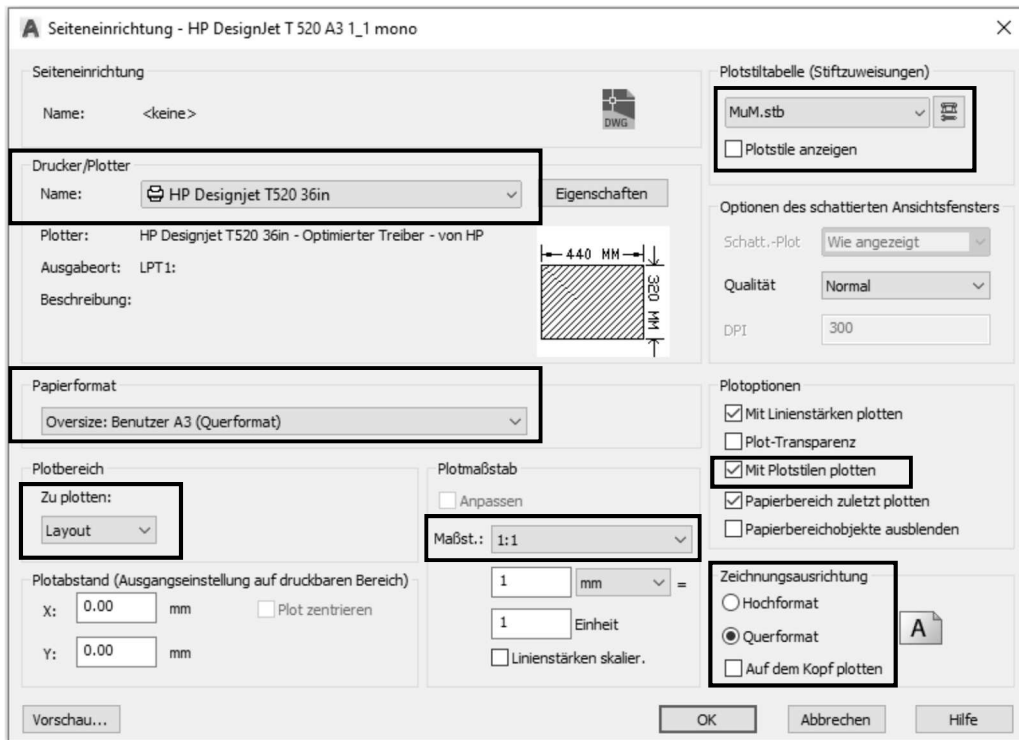 Seiteneinrichtung - HP DesignJet T 520 A3 1_1 mono
Seiteneinrichtung
Name: <keine>
DWG
Drucker/Plotter
Name: HP Designjet T520 36in
Eigenschaften
Plotter: HP Designjet T520 36in - Optimierter Treiber - von HP
Ausgabeort: LPT1:
Beschreibung:
440 MM
320 MM
Papierformat
Oversize: Benutzer A3 (Querformat)
Plotbereich
Zu plotten:
Layout
Plotabstand (Ausgangseinstellung auf druckbaren Bereich)
X: 0.00 mm
Plot zentrieren
Y: 0.00 mm
Plotmaßstab
Anpassen
Maßst.: 1:1
1 mm =
1 Einheit
Linienstärken skalier.
Plotstiltabelle (Stiftzuweisungen)
MuM.stb
Plotstile anzeigen
Optionen des schattierten Ansichtsfensters
Schatt.-Plot Wie angezeigt
Qualität Normal
DPI 300
Plotoptionen
Mit Linienstärken plotten
Plot-Transparenz
Mit Plotstilen plotten
Papierbereich zuletzt plotten
Papierbereichobjekte ausblenden
Zeichnungsausrichtung
Hochformat
Querformat
A
Auf dem Kopf plotten
Vorschau... OK Abbrechen Hilfe